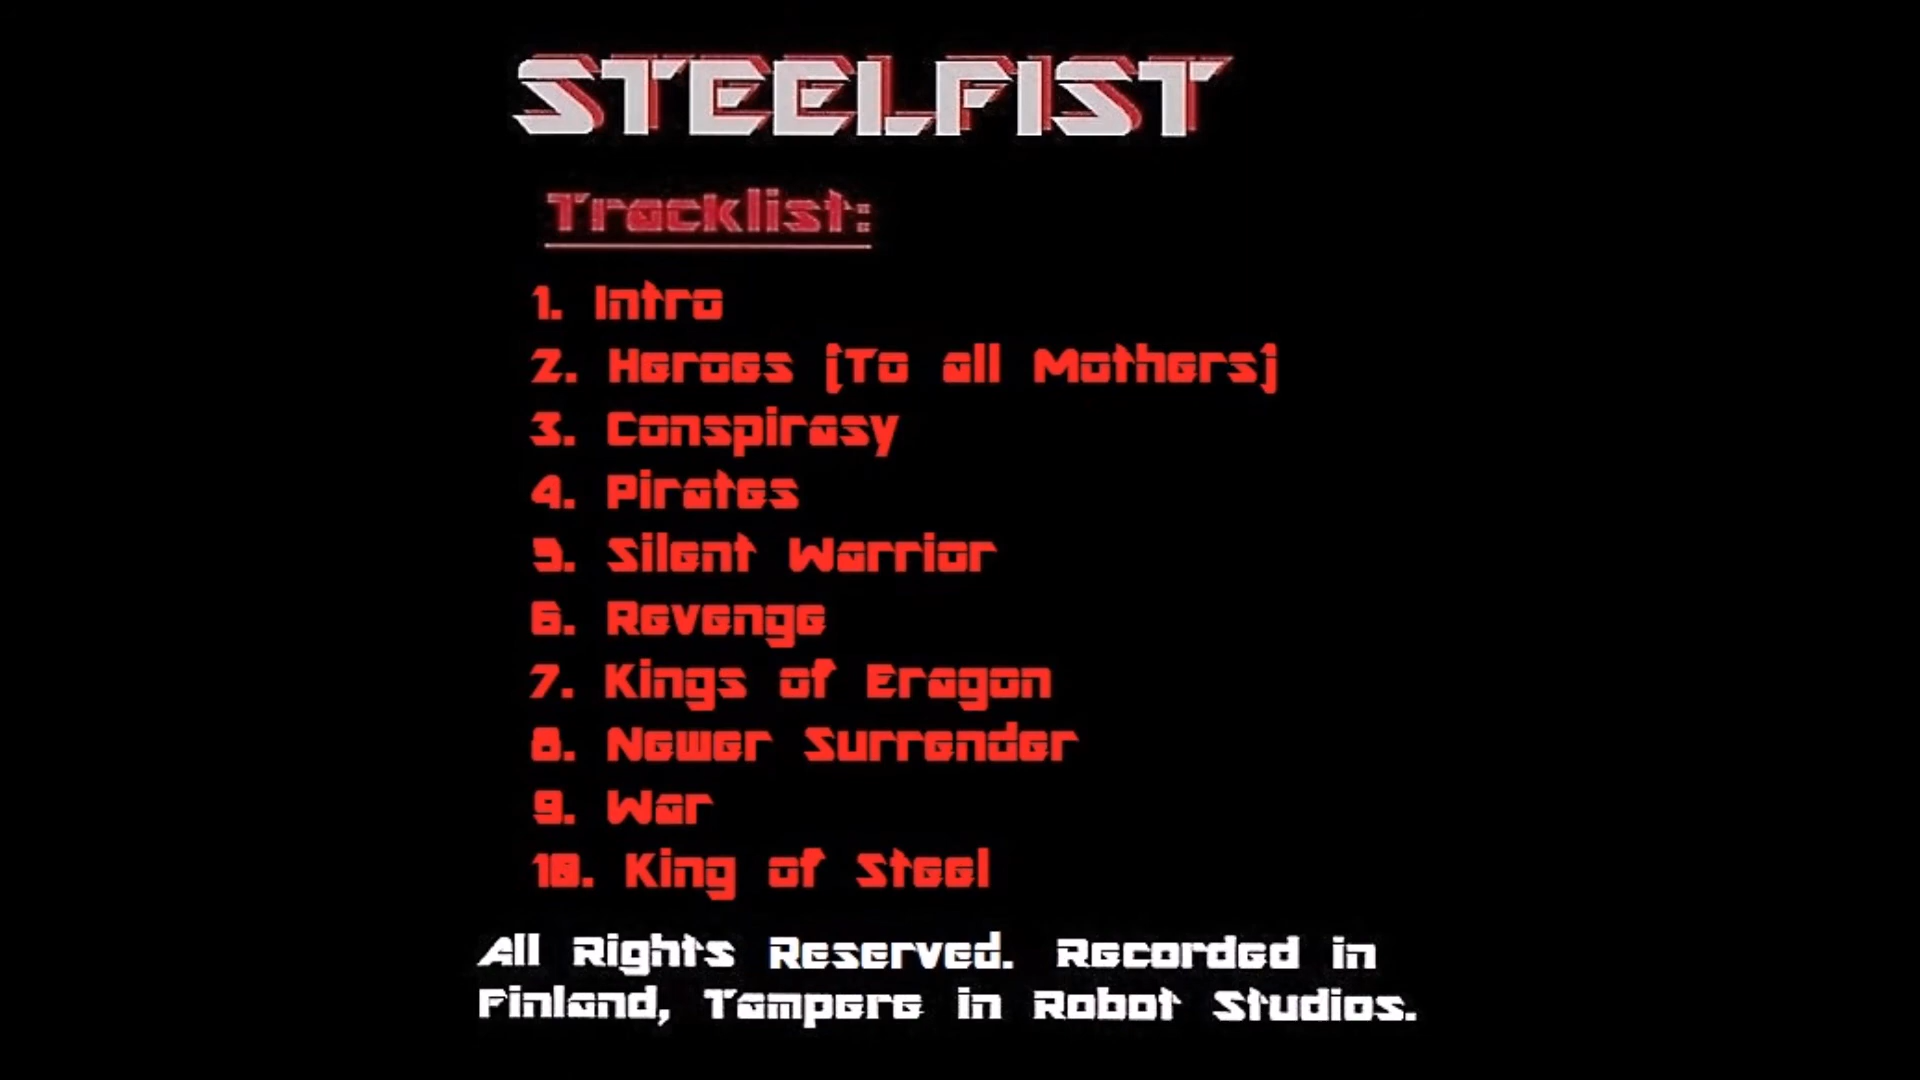 STEELFIST
Tracklist:
1. Intro
2. Heroes (To all Mothers)
3. Conspirasy
4. Pirates
5. Silent Warrior
6. Revenge
7. Kings of Eragon
8. Newer Surrender
9. War
10. King of Steel
All Rights Reserved. Recorded in
Finland, Tampere in Robot Studios.